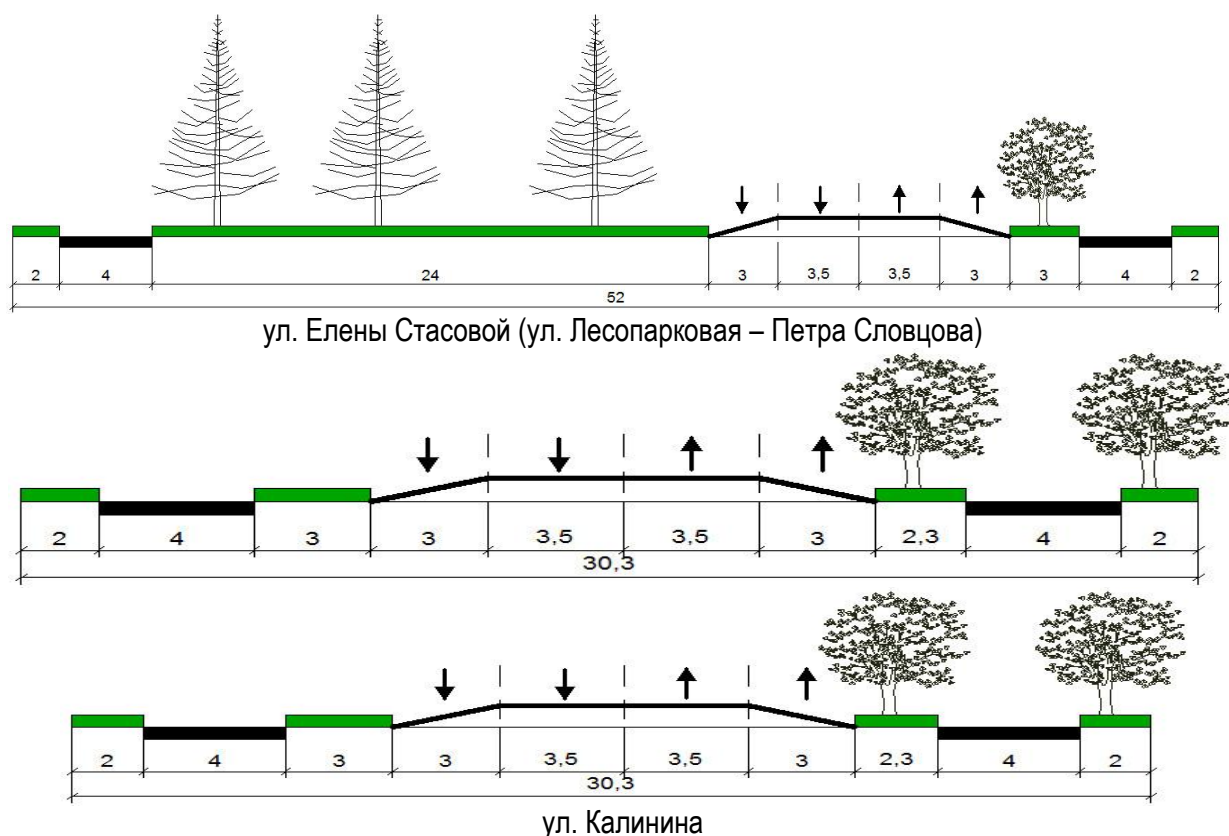 2 4 24 3 3,5 3,5 3 3 4 2
52
ул. Елены Стасовой (ул. Лесопарковая – Петра Словцова)
2 4 3 3 3,5 3,5 3 2,3 4 2
30,3
2 4 3 3 3,5 3,5 3 2,3 4 2
30,3
ул. Калинина